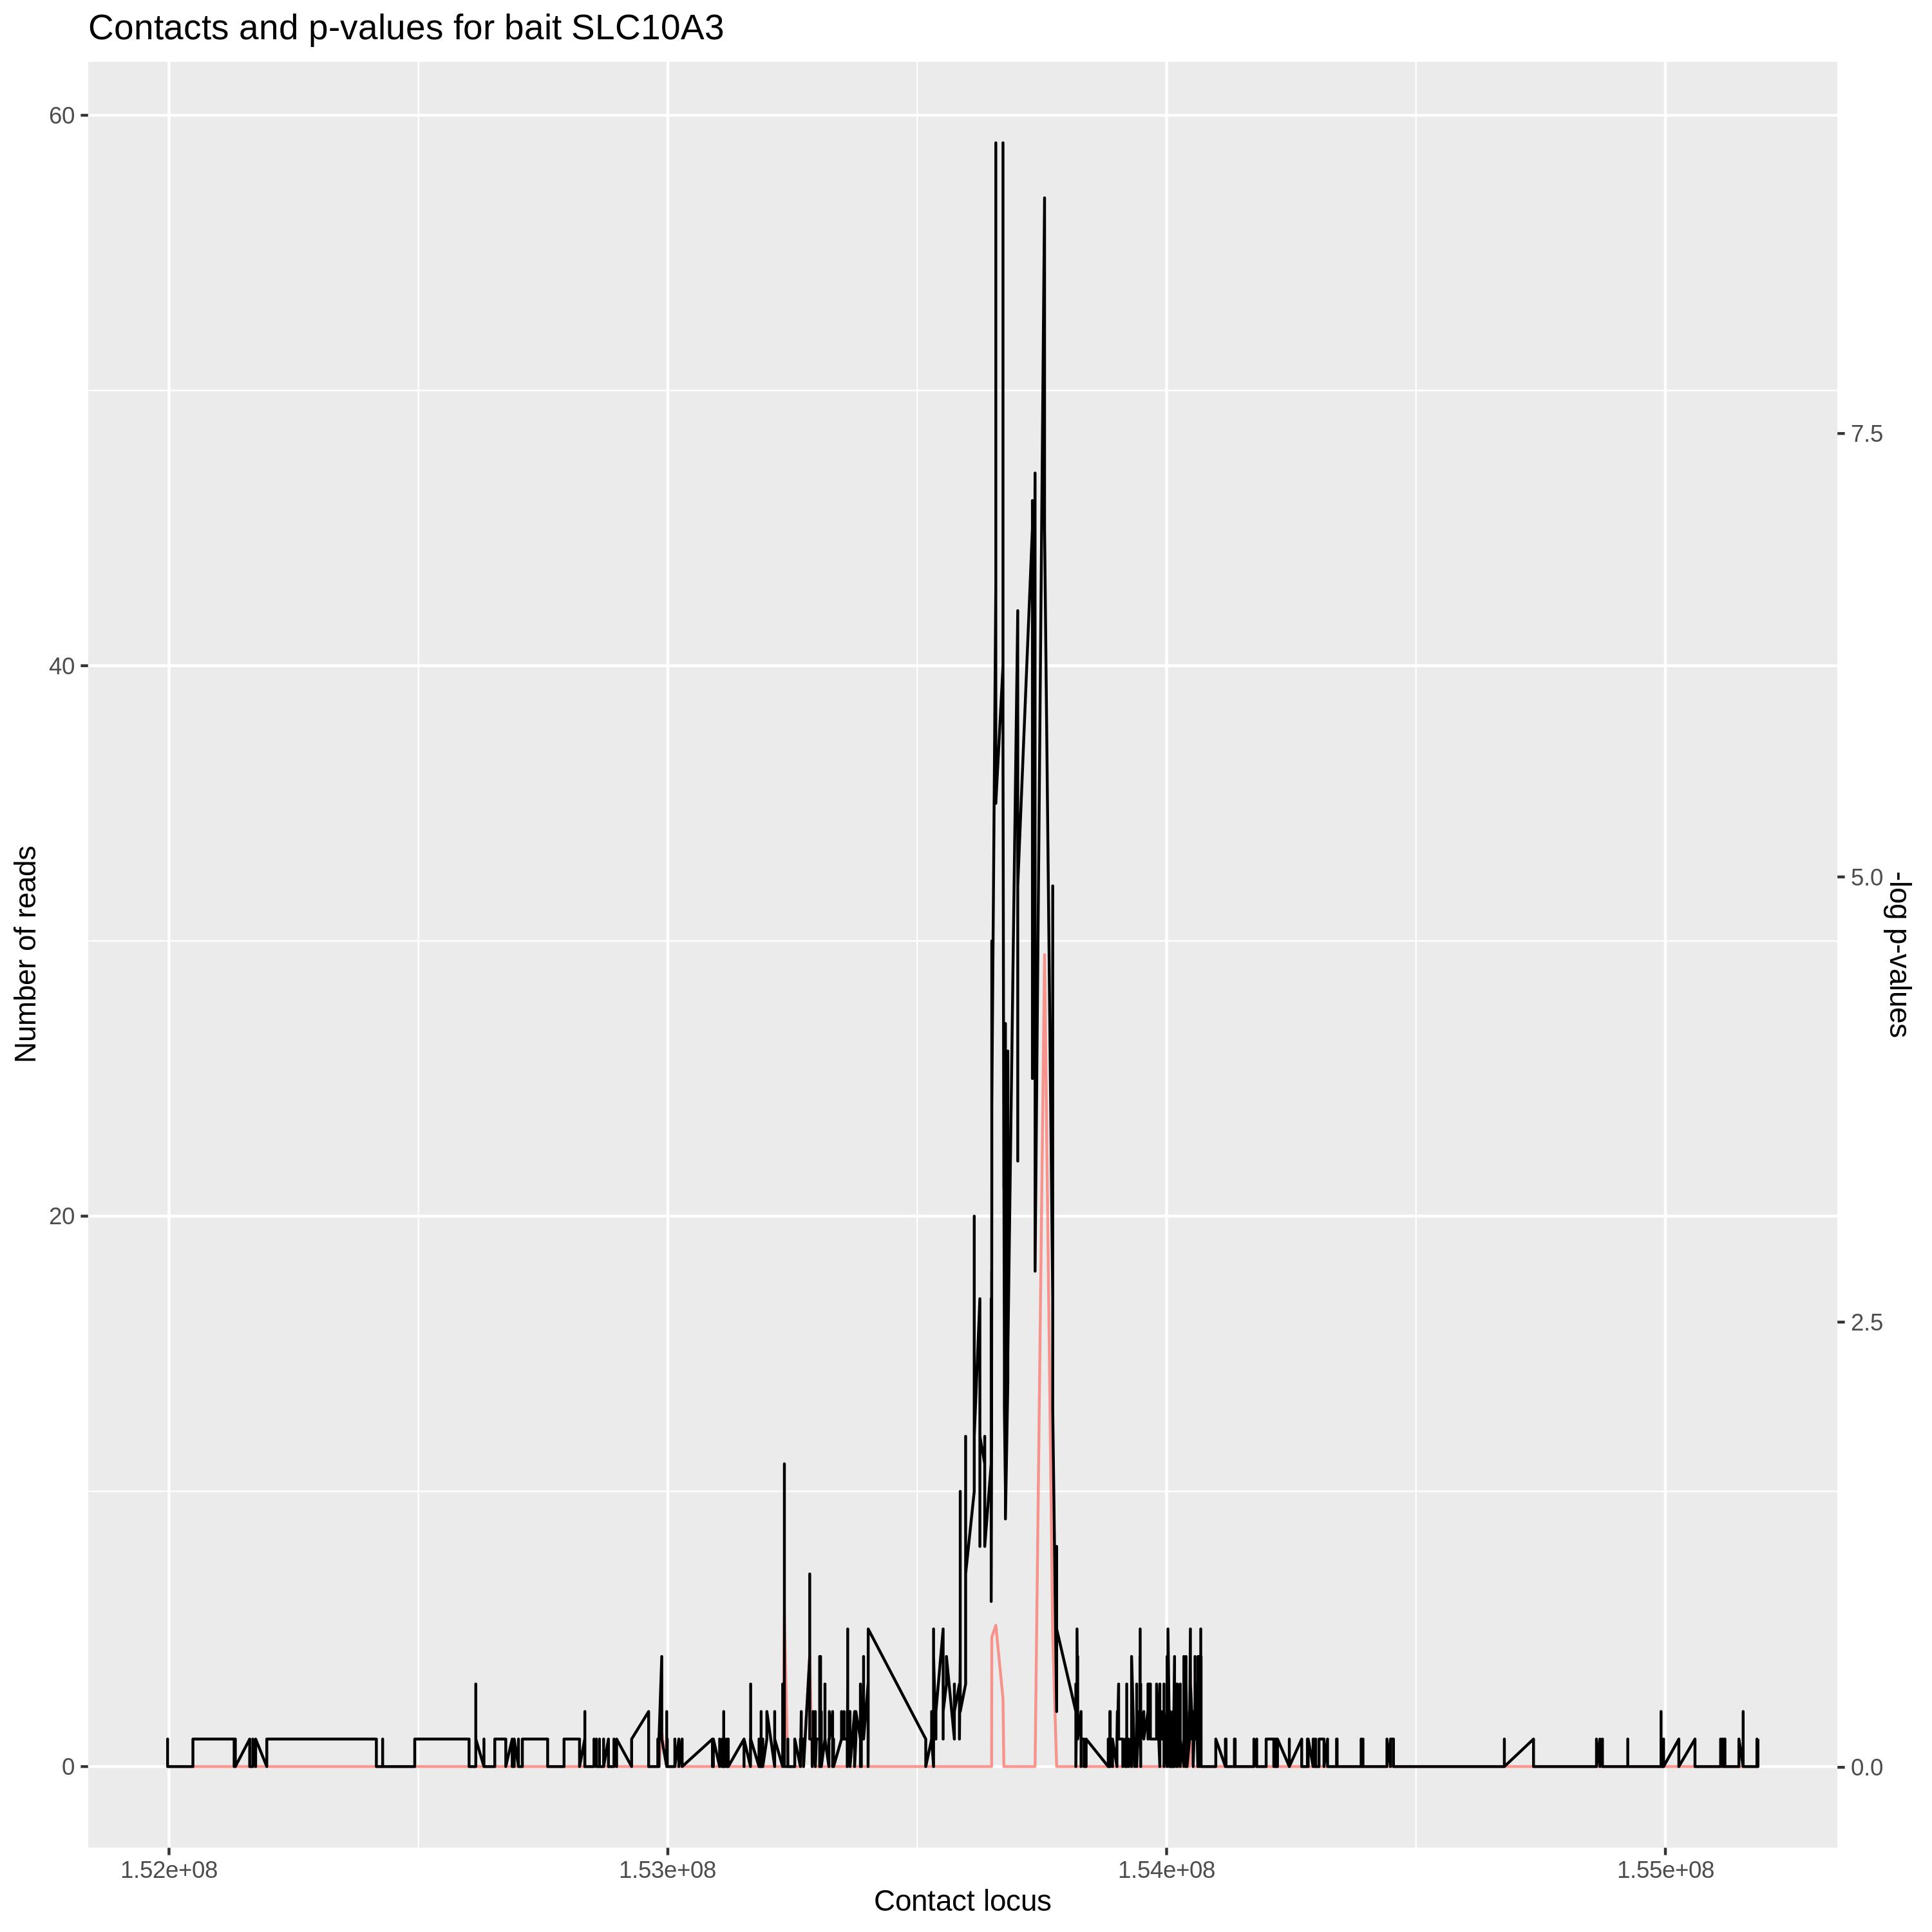 Contacts and p-values for bait SLC10A3
60
40
20
0
Number of reads
7.5
5.0
2.5
0.0
-log p-values
1.52e+08
1.53e+08
1.54e+08
1.55e+08
Contact locus